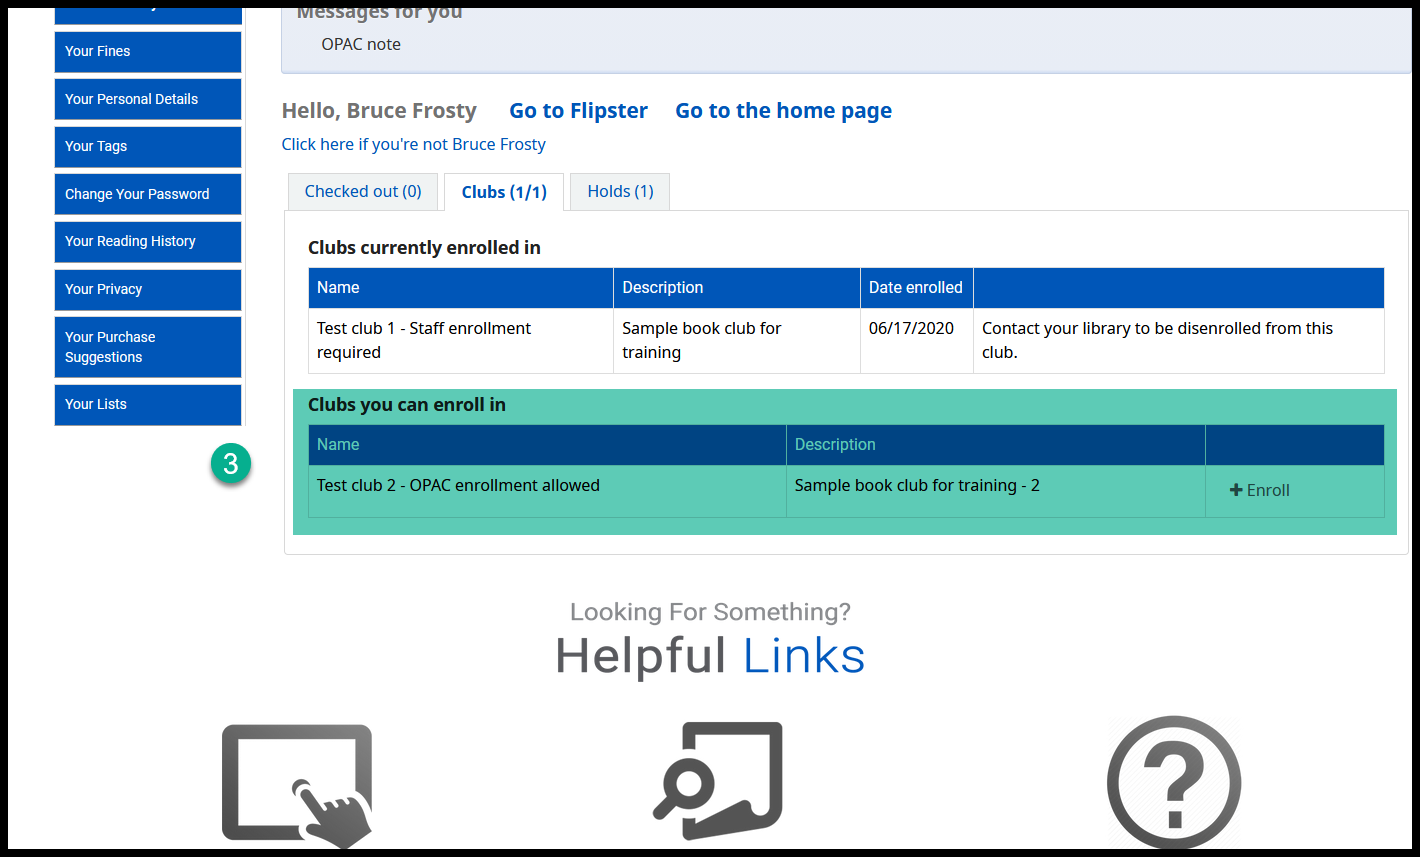 Messages for you
OPAC note
Your Fines
Your Personal Details
Your Tags
Change Your Password
Your Reading History
Your Privacy
Your Purchase
Suggestions
Your Lists
3
Hello, Bruce Frosty Go to Flipster Go to the home page
Click here if you're not Bruce Frosty
Checked out (0) Clubs (1/1) Holds (1)
Clubs currently enrolled in
Name Description Date enrolled
Test club 1 - Staff enrollment
required
Sample book club for
training
06/17/2020
Contact your library to be disenrolled from this
club.
Clubs you can enroll in
Name Description
Test club 2 - OPAC enrollment allowed Sample book club for training - 2 Enroll
Looking For Something?
Helpful Links
?